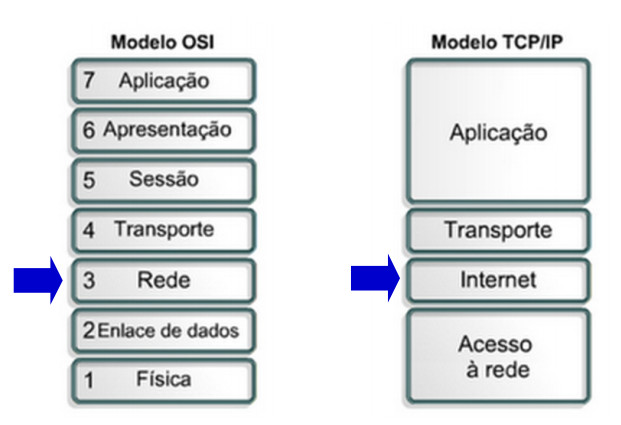 Modelo OSI
7 Aplicação
6 Apresentação
5 Sessão
4 Transporte
3 Rede
2 Enlace de dados
1 Física
Modelo TCP/IP
Aplicação
Transporte
Internet
Acesso
à rede